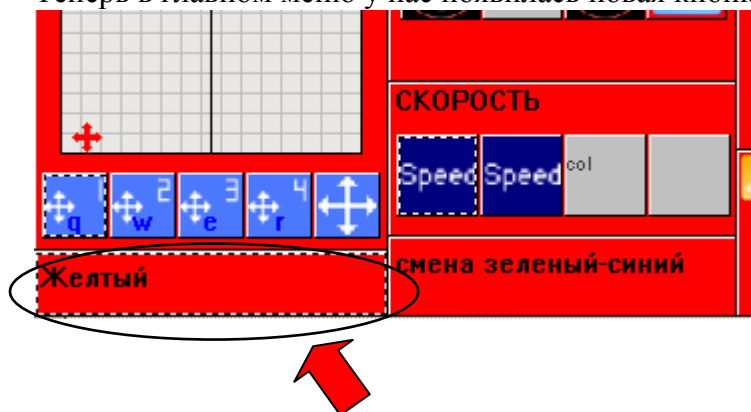 Теперь в главном меню у нас появилась новая кнопка
СКОРОСТЬ
Speed Speed col
1 2 3 4
q w e r
Желтый
смена зеленый-синий